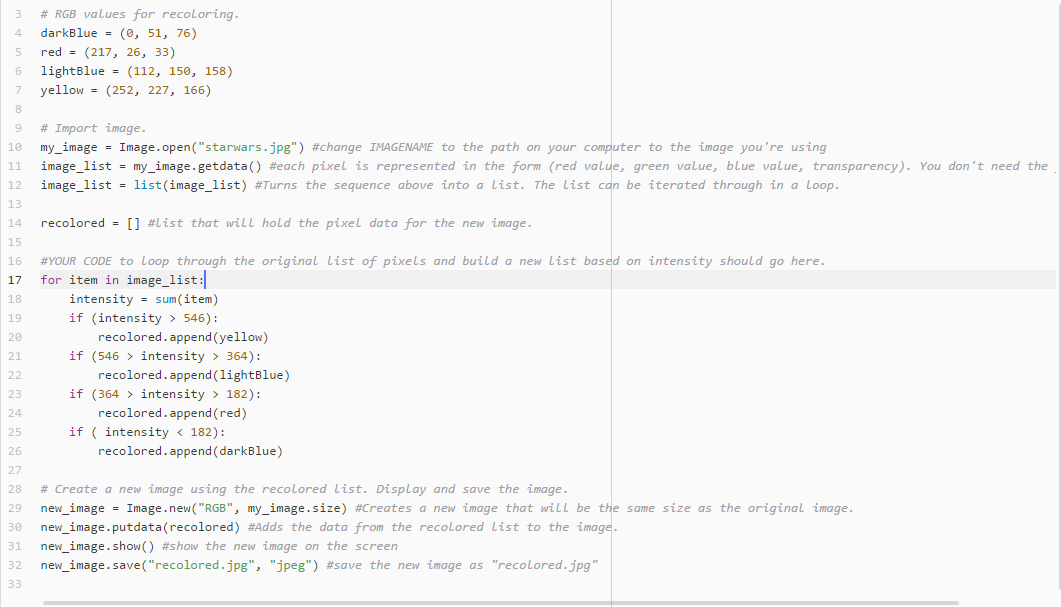 3 # RGB values for recoloring.
4 darkBlue = (0, 51, 76)
5 red = (217, 26, 33)
6 lightBlue = (112, 150, 158)
7 yellow = (252, 227, 166)
8
9 # Import image.
10 my_image = Image.open("starwars.jpg") #change IMAGENAME to the path on your computer to the image you're using
11 image_list = my_image.getdata() #each pixel is represented in the form (red value, green value, blue value, transparency). You don't need the
12 image_list = list(image_list) #Turns the sequence above into a list. The list can be iterated through in a loop.
13
14 recolored = [] #list that will hold the pixel data for the new image.
15
16 #YOUR CODE to loop through the original list of pixels and build a new list based on intensity should go here.
17 for item in image_list:
18     intensity = sum(item)
19     if (intensity > 546):
20         recolored.append(yellow)
21     if (546 > intensity > 364):
22         recolored.append(lightBlue)
23     if (364 > intensity > 182):
24         recolored.append(red)
25     if ( intensity < 182):
26         recolored.append(darkBlue)
27
28 # Create a new image using the recolored list. Display and save the image.
29 new_image = Image.new("RGB", my_image.size) #Creates a new image that will be the same size as the original image.
30 new_image.putdata(recolored) #Adds the data from the recolored list to the image.
31 new_image.show() #show the new image on the screen
32 new_image.save("recolored.jpg", "jpeg") #save the new image as "recolored.jpg"
33